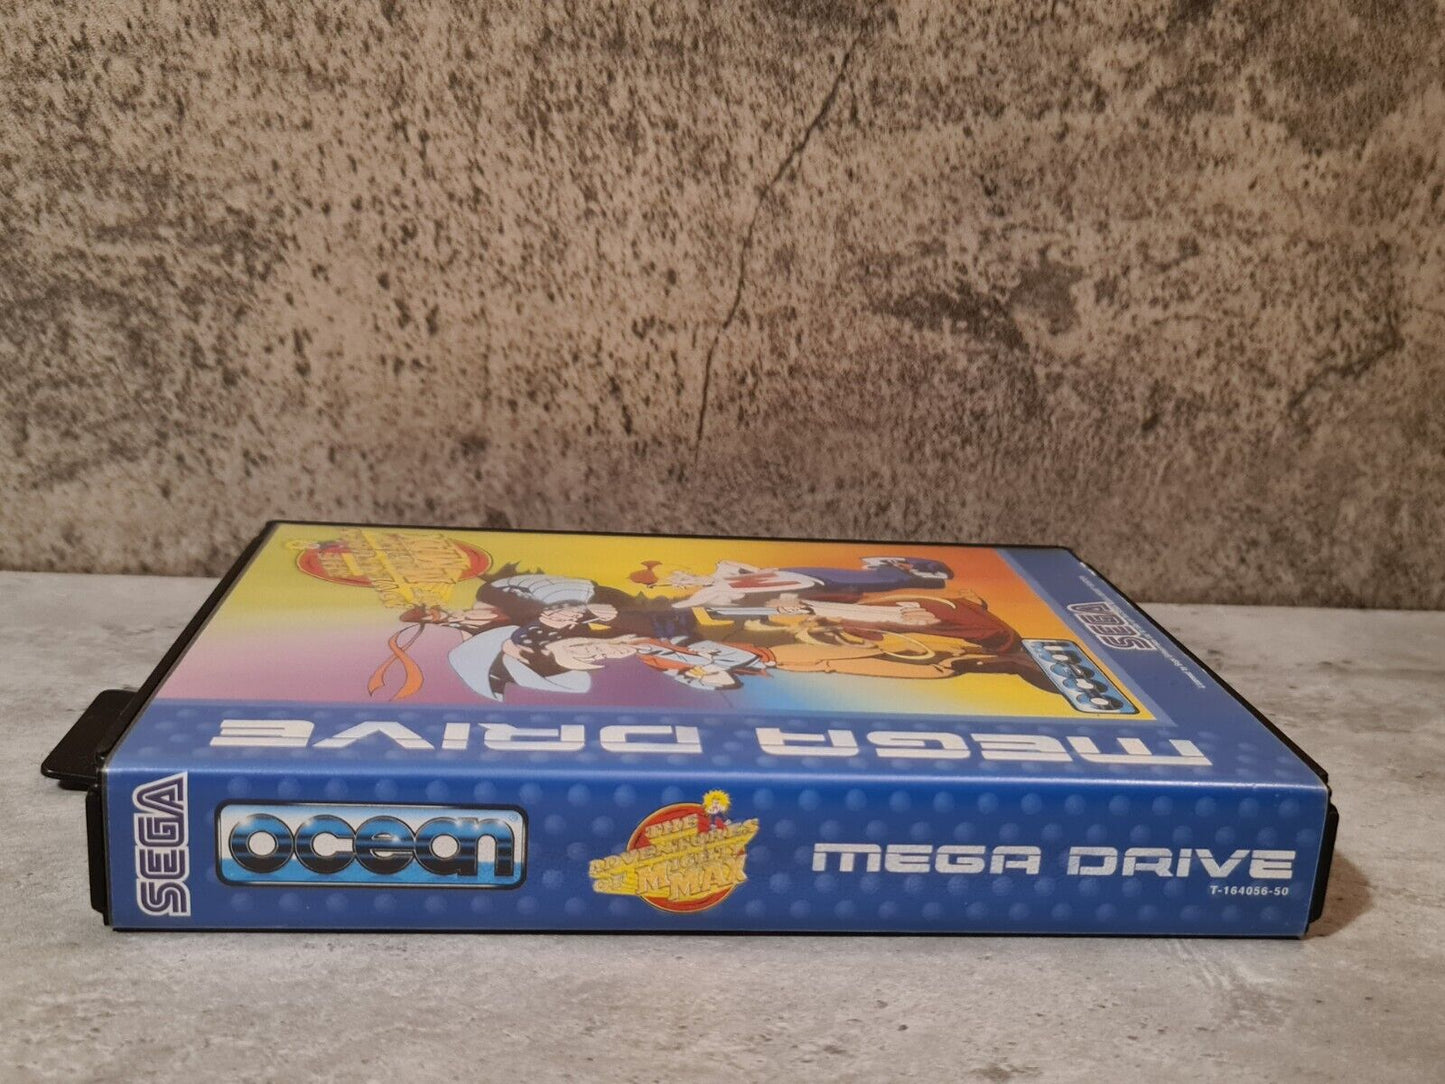 MEGA DRIVE
SEGA
ocean
SEGA
ocean
THE
ADVENTURES
OF MIGHTY
MAX
MEGA DRIVE
T-164056-50